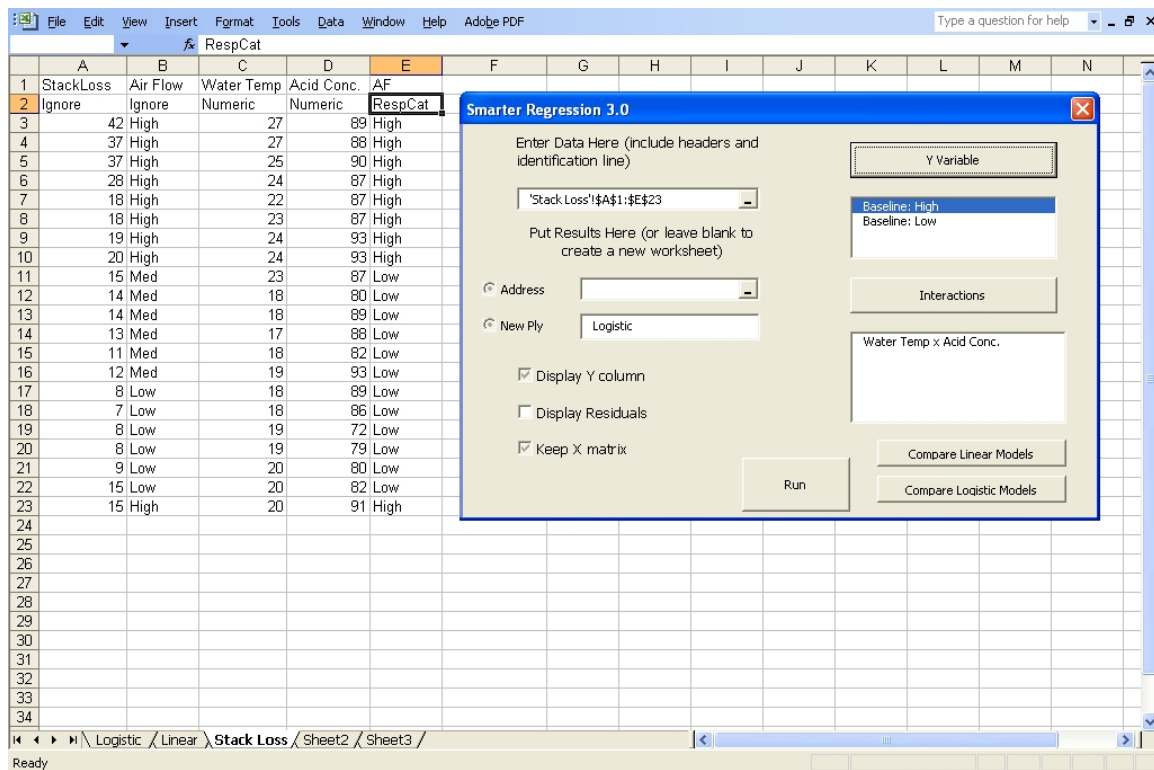 File Edit View Insert Format Tools Data Window Help Adobe PDF Type a question for help
fx RespCat
A B C D E F G H I J K L M N
1 StackLoss Air Flow Water Temp Acid Conc. AF
2 Ignore Ignore Numeric Numeric RespCat
3 42 High 27 89 High
4 37 High 27 88 High
5 37 High 25 90 High
6 28 High 24 87 High
7 18 High 22 87 High
8 18 High 23 87 High
9 19 High 24 93 High
10 20 High 24 93 High
11 15 Med 23 87 Low
12 14 Med 18 80 Low
13 14 Med 18 89 Low
14 13 Med 17 88 Low
15 11 Med 18 82 Low
16 12 Med 19 93 Low
17 8 Low 18 89 Low
18 7 Low 18 86 Low
19 8 Low 19 72 Low
20 8 Low 19 79 Low
21 9 Low 20 80 Low
22 15 Low 20 82 Low
23 15 High 20 91 High
24
25
26
27
28
29
30
31
32
33
34
Smarter Regression 3.0
Enter Data Here (include headers and
identification line)
'Stack Loss'!$A$1:$E$23
Put Results Here (or leave blank to
create a new worksheet)
Address
New Ply Logistic
Display Y column
Display Residuals
Keep X matrix
Run
Y Variable
Baseline: High
Baseline: Low
Interactions
Water Temp x Acid Conc.
Compare Linear Models
Compare Logistic Models
Logistic Linear Stack Loss Sheet2 Sheet3
Ready